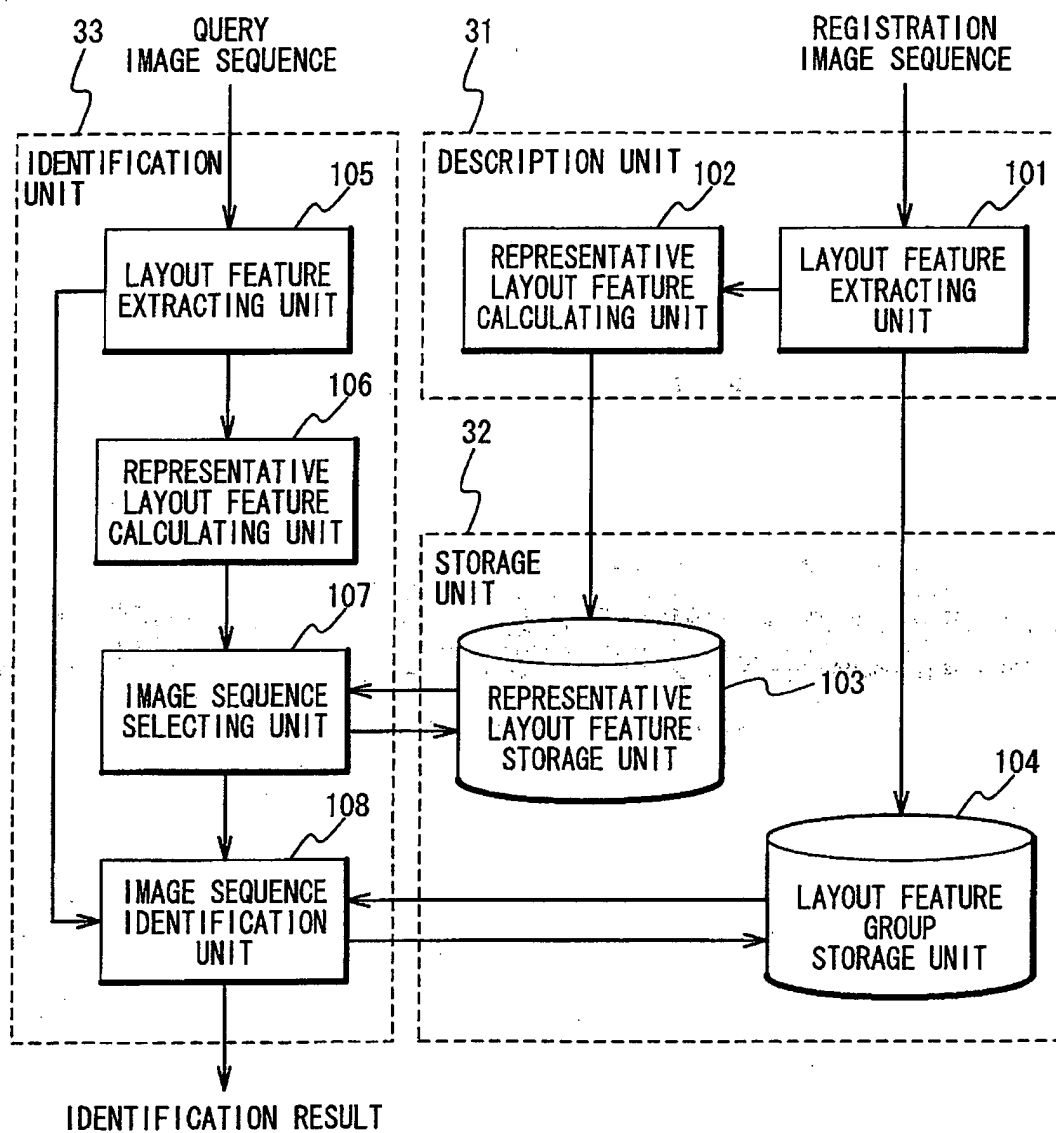 33
QUERY
IMAGE SEQUENCE
31
REGISTRATION
IMAGE SEQUENCE
IDENTIFICATION
UNIT
105
LAYOUT FEATURE
EXTRACTING UNIT
106
REPRESENTATIVE
LAYOUT FEATURE
CALCULATING UNIT
107
IMAGE SEQUENCE
SELECTING UNIT
108
IMAGE SEQUENCE
IDENTIFICATION
UNIT
IDENTIFICATION RESULT
DESCRIPTION UNIT
102
REPRESENTATIVE
LAYOUT FEATURE
CALCULATING UNIT
101
LAYOUT FEATURE
EXTRACTING
UNIT
32
STORAGE
UNIT
REPRESENTATIVE
LAYOUT FEATURE
STORAGE UNIT
103
104
LAYOUT FEATURE
GROUP
STORAGE UNIT